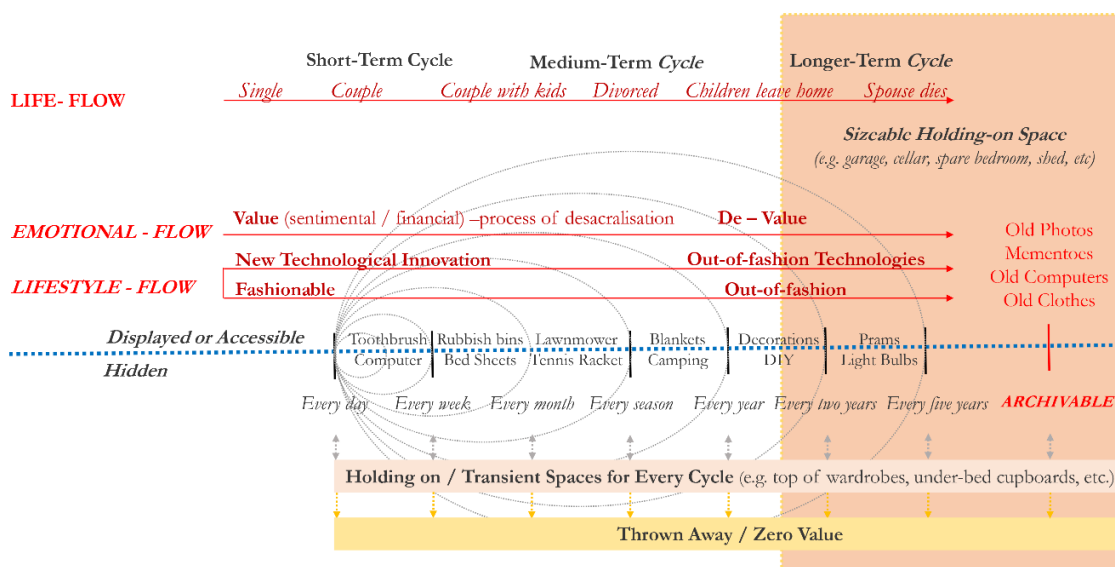 Short-Term Cycle Medium-Term Cycle Longer-Term Cycle
LIFE- FLOW Single Couple Couple with kids Divorced Children leave home Spouse dies
Sizeable Holding-on Space
(e.g. garage, cellar, spare bedroom, shed, etc)
EMOTIONAL - FLOW Value (sentimental / financial) –process of desacralisation De – Value
Old Photos
Mementoes
Old Computers
Old Clothes
LIFESTYLE - FLOW
New Technological Innovation Out-of-fashion Technologies
Fashionable Out-of-fashion
Displayed or Accessible Toothbrush Rubbish bins Lawnmower Blankets Decorations Prams
Hidden Computer Bed Sheets Tennis Racket Camping DIY Light Bulbs
Every day Every week Every month Every season Every year Every two years Every five years ARCHIVABLE
Holding on / Transient Spaces for Every Cycle (e.g. top of wardrobes, under-bed cupboards, etc.)
Thrown Away / Zero Value